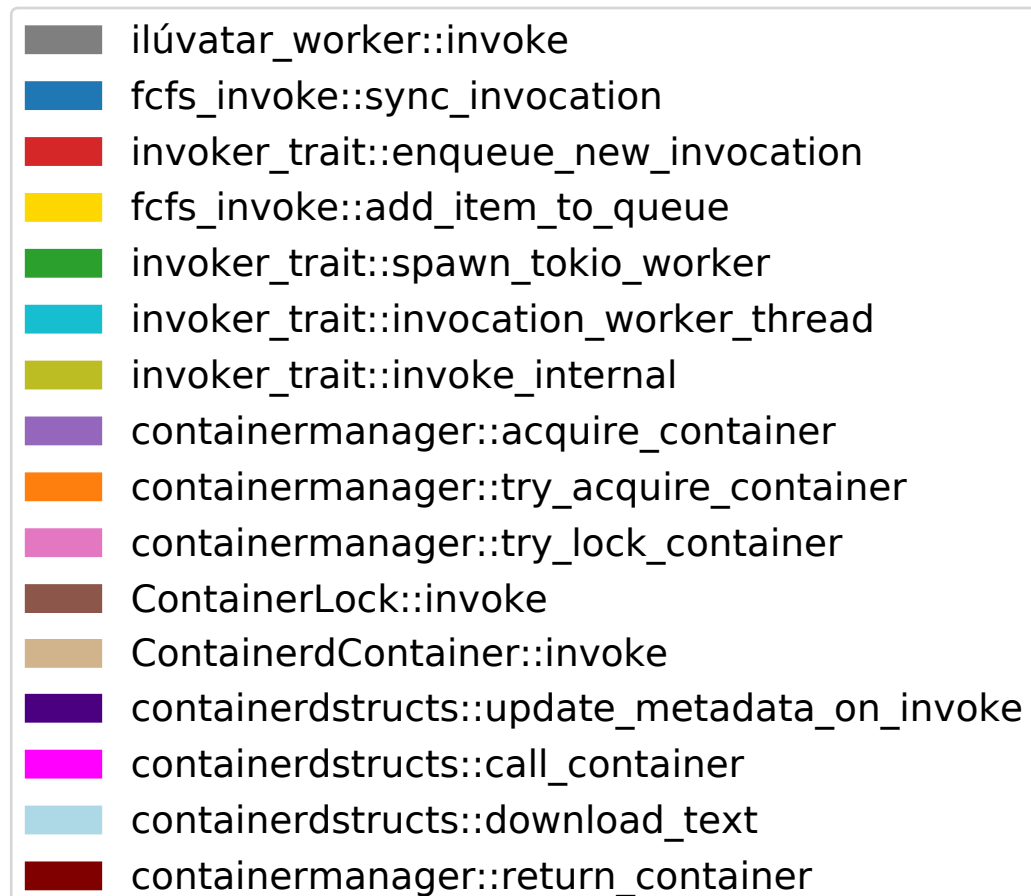 ilúvatar_worker::invoke
fcfs_invoke::sync_invocation
invoker_trait::enqueue_new_invocation
fcfs_invoke::add_item_to_queue
invoker_trait::spawn_tokio_worker
invoker_trait::invocation_worker_thread
invoker_trait::invoke_internal
containermanager::acquire_container
containermanager::try_acquire_container
containermanager::try_lock_container
ContainerLock::invoke
ContainerdContainer::invoke
containerdstructs::update_metadata_on_invoke
containerdstructs::call_container
containerdstructs::download_text
containermanager::return_container